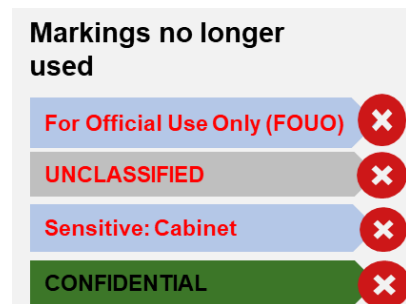 Markings no longer
used
For Official Use Only (FOUO)
UNCLASSIFIED
Sensitive: Cabinet
CONFIDENTIAL